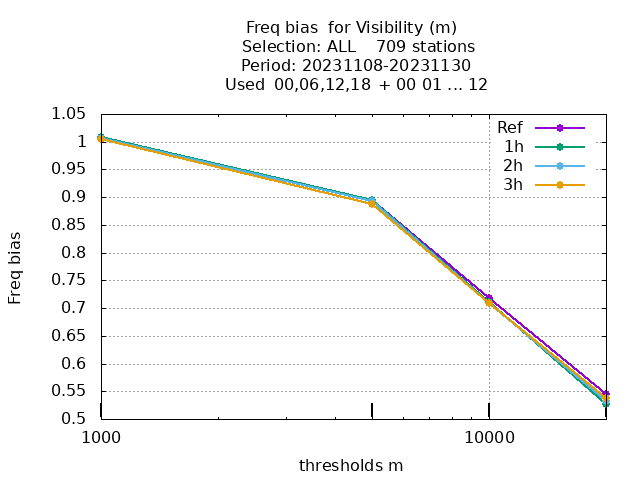 Freq bias  for Visibility (m)
Selection: ALL    709 stations
Period: 20231108-20231130
Used  00,06,12,18 + 00 01 ... 12
Freq bias
1.05
1
0.95
0.9
0.85
0.8
0.75
0.7
0.65
0.6
0.55
0.5
Ref
1h
2h
3h
1000
10000
thresholds m